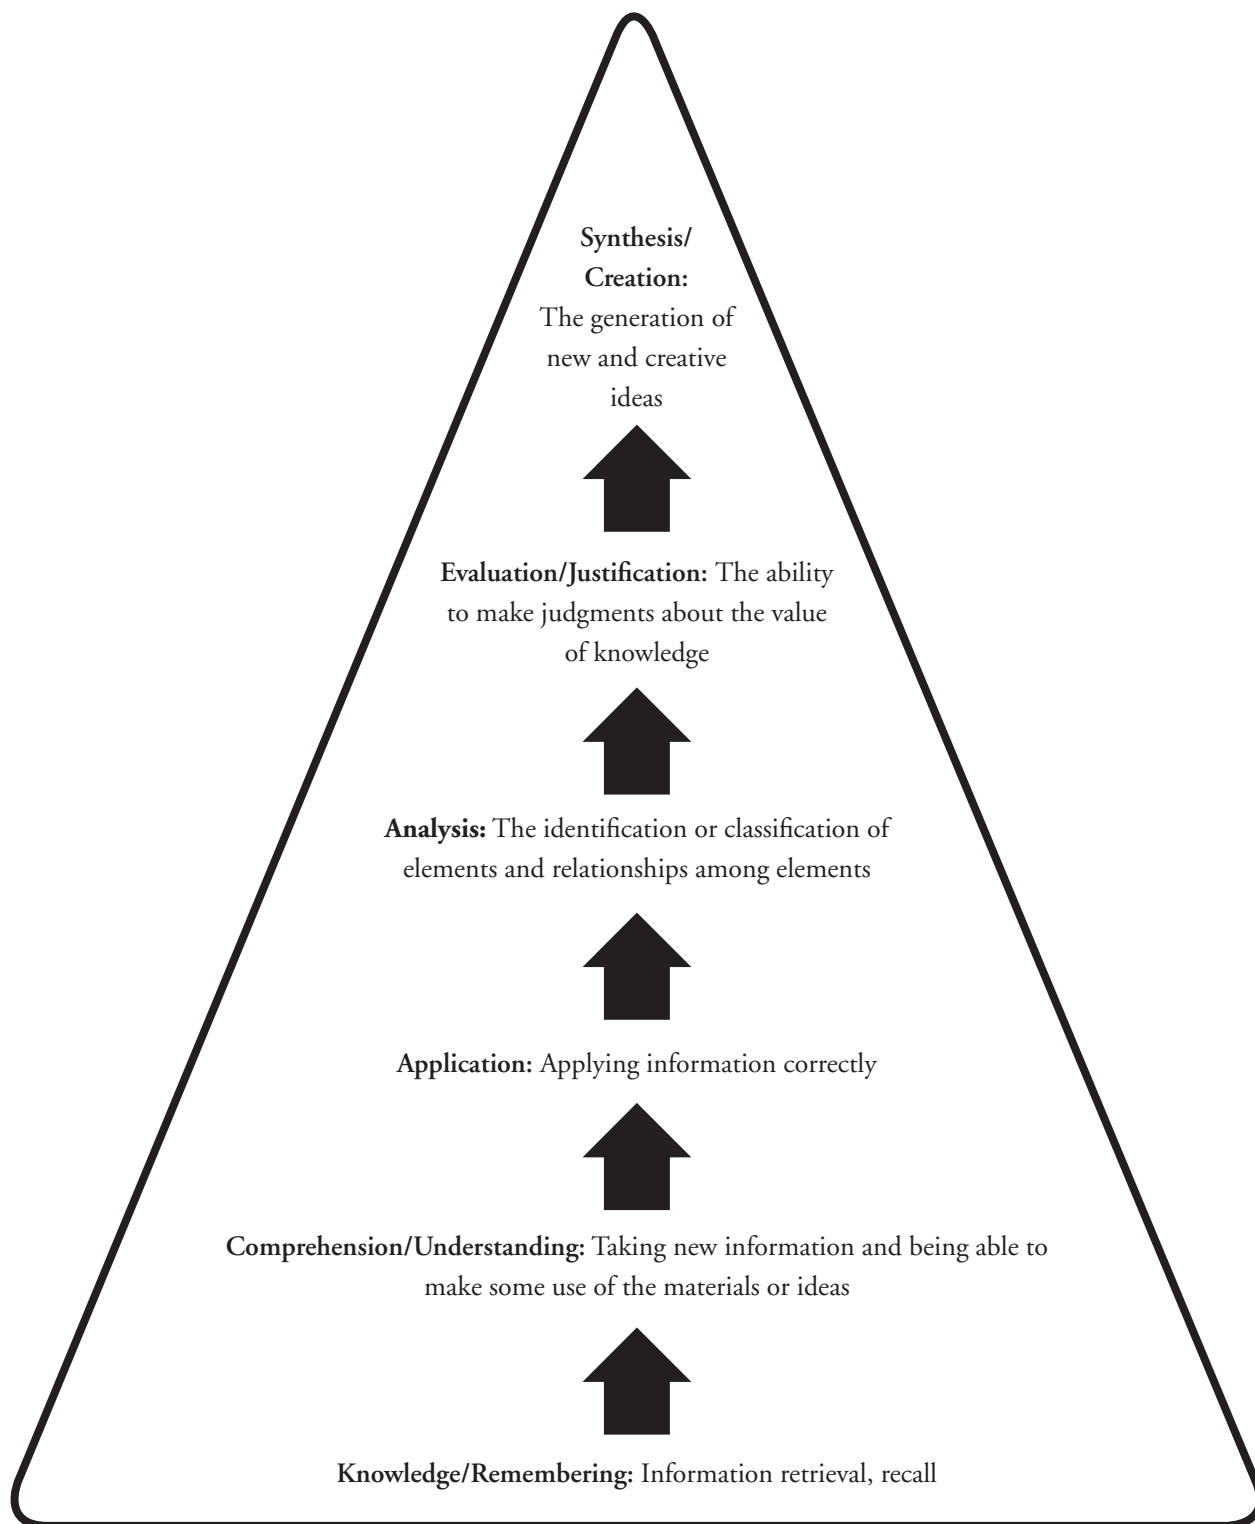 Synthesis/
Creation:
The generation of
new and creative
ideas
Evaluation/Justification: The ability
to make judgments about the value
of knowledge
Analysis: The identification or classification of
elements and relationships among elements
Application: Applying information correctly
Comprehension/Understanding: Taking new information and being able to
make some use of the materials or ideas
Knowledge/Remembering: Information retrieval, recall